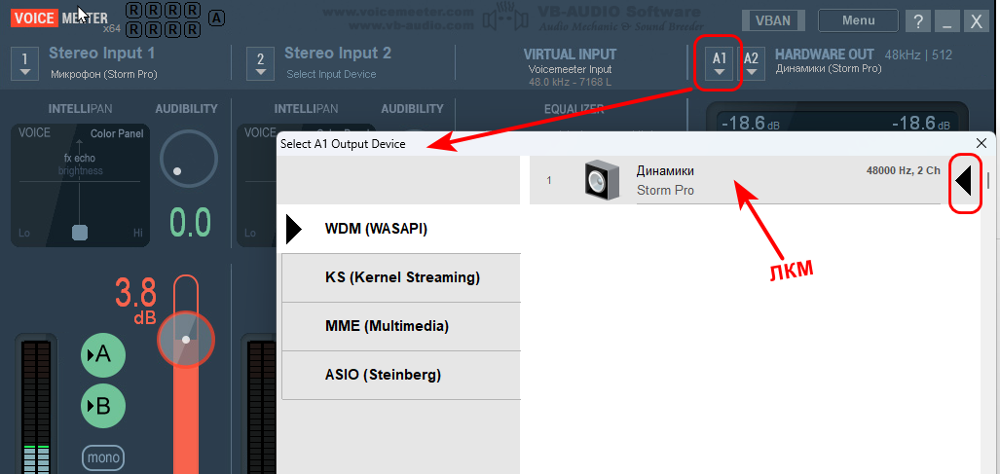 VOICE MEETER x64
R R R R A
R R R R
www.voicemeeter.com
www.vb-audio.com
VB-AUDIO Software
Audio Mechanic & Sound Breeder
VBAN
Menu
? _ X
1
Stereo Input 1
Микрофон (Storm Pro)
2
Stereo Input 2
Select Input Device
VIRTUAL INPUT
Voicemeeter Input
48.0 kHz - 7168 L
A1
A2
HARDWARE OUT
48kHz | 512
Динамики (Storm Pro)
INTELLIPAN
AUDIBILITY
INTELLIPAN
AUDIBILITY
EQUALIZER
-18.6 dB
-18.6 dB
VOICE
Color Panel
fx echo
brightness
Lo
Hi
0.0
VOICE
Color Panel
Lo
3.8
dB
A
B
mono
Select A1 Output Device
1
Динамики
Storm Pro
48000 Hz, 2 Ch
WDM (WASAPI)
KS (Kernel Streaming)
MME (Multimedia)
ASIO (Steinberg)
ЛКМ